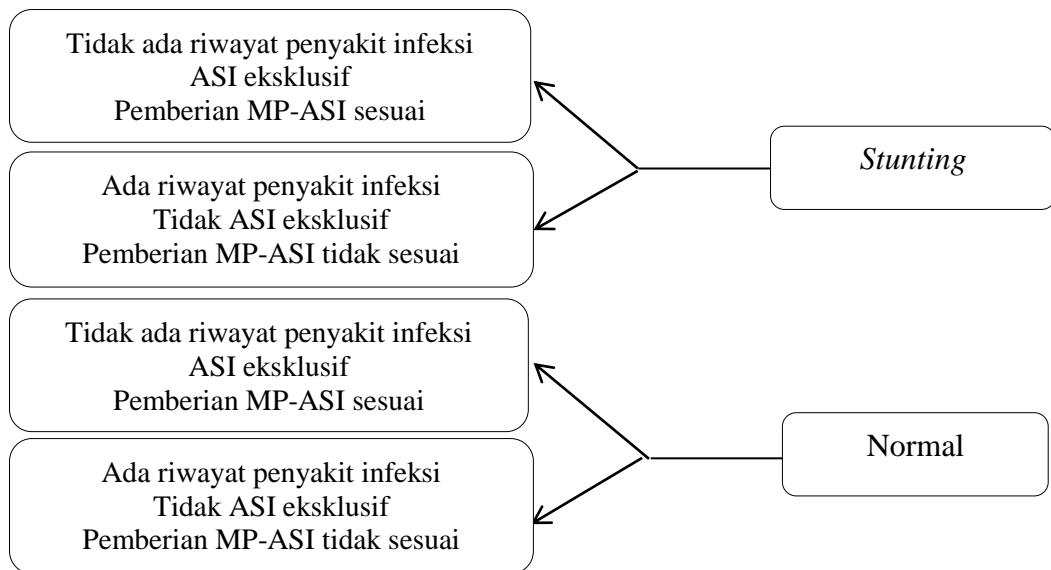 Tidak ada riwayat penyakit infeksi
ASI eksklusif
Pemberian MP-ASI sesuai
Stunting
Ada riwayat penyakit infeksi
Tidak ASI eksklusif
Pemberian MP-ASI tidak sesuai
Tidak ada riwayat penyakit infeksi
ASI eksklusif
Pemberian MP-ASI sesuai
Normal
Ada riwayat penyakit infeksi
Tidak ASI eksklusif
Pemberian MP-ASI tidak sesuai